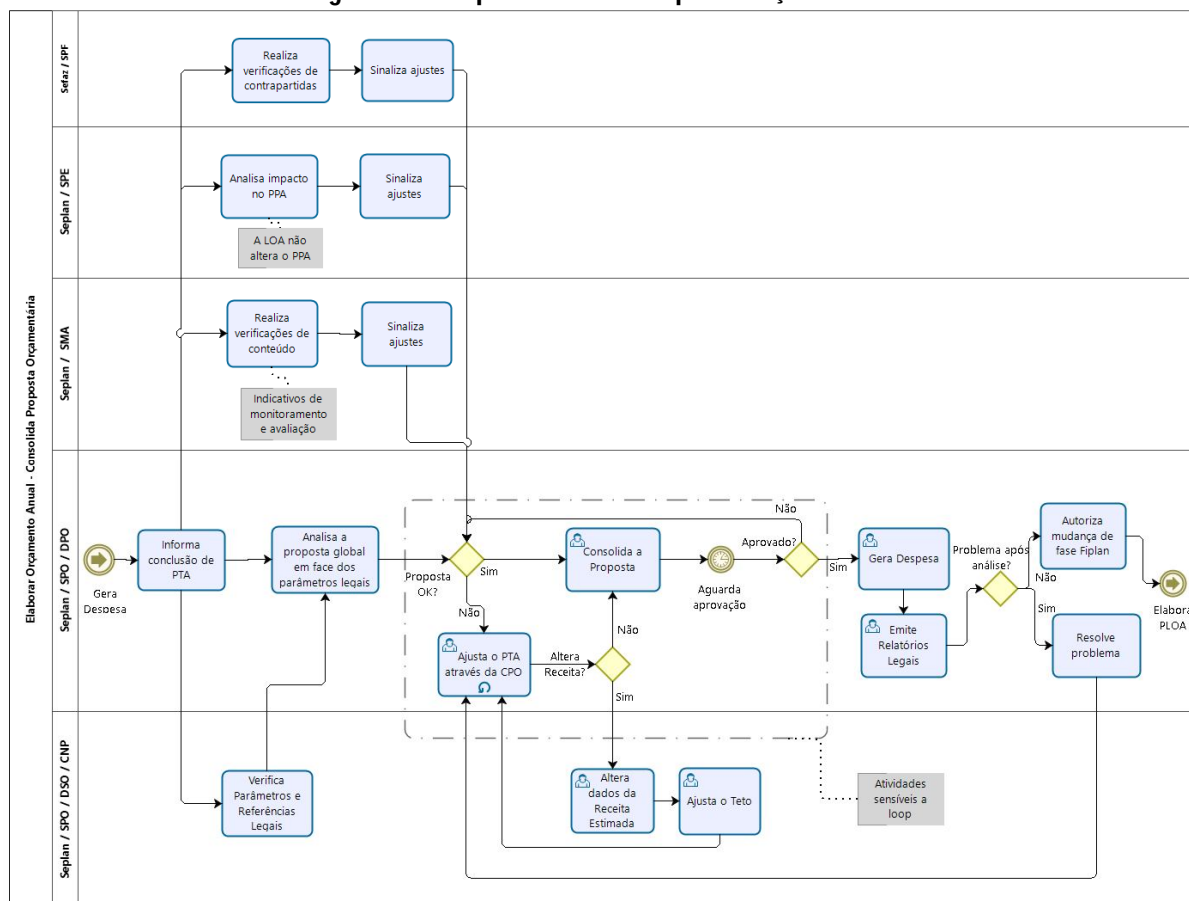 Elaborar Orçamento Anual - Consolida Proposta Orçamentária
Sefaz / SPF
Realiza
verificações de
contrapartidas
Sinaliza ajustes
Seplan / SPE
Analisa impacto
no PPA
Sinaliza
ajustes
A LOA não
altera o PPA
Seplan / SMA
Realiza
verificações de
conteúdo
Sinaliza
ajustes
Indicativos de
monitoramento
e avaliação
Seplan / SPO / DPO
Gera
Despesa
Informa
conclusão de
PTA
Analisa a
proposta global
em face dos
parâmetros legais
Proposta
OK?
Sim
Não
Consolida a
Proposta
Aguarda
aprovação
Aprovado?
Não
Sim
Ajusta o PTA
através da CPO
Altera
Receita?
Não
Sim
Gera Despesa
Emite
Relatórios
Legais
Problema após
análise?
Não
Sim
Autoriza
mudança de
fase Fiplan
Resolve
problema
Elabora
PLOA
Seplan / SPO / DSO / CNP
Verifica
Parâmetros e
Referências
Legais
Altera
dados da
Receita
Estimada
Ajusta o Teto
Atividades
sensíveis a
loop